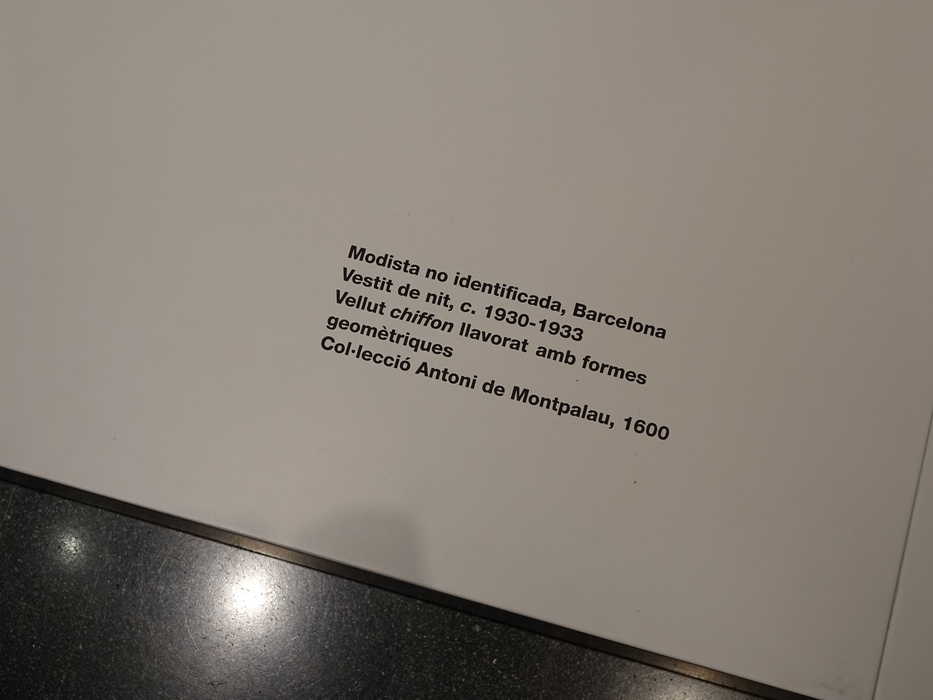 Modista no identificada, Barcelona
Vestit de nit, c. 1930-1933
Vellut chiffon llavorat amb formes
geomètriques
Col·lecció Antoni de Montpalau, 1600